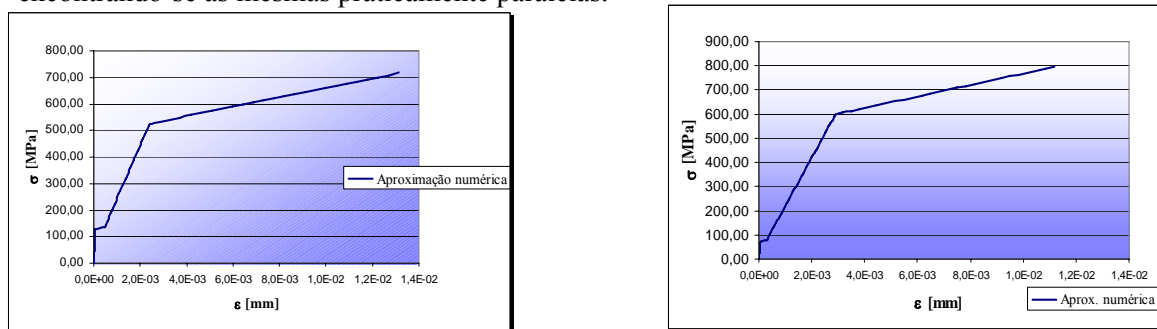 encontrando-se as mesmas praticamente paralelas.
800,00
700,00
600,00
500,00
400,00
300,00
200,00
100,00
0,00
σ [MPa]
0,0E+00 2,0E-03 4,0E-03 6,0E-03 8,0E-03 1,0E-02 1,2E-02 1,4E-02
ε [mm]
Aproximação numérica
900,00
800,00
700,00
600,00
500,00
400,00
300,00
200,00
100,00
0,00
σ [MPa]
0,0E+00 2,0E-03 4,0E-03 6,0E-03 8,0E-03 1,0E-02 1,2E-02 1,4E-02
ε [mm]
Aprox. numérica